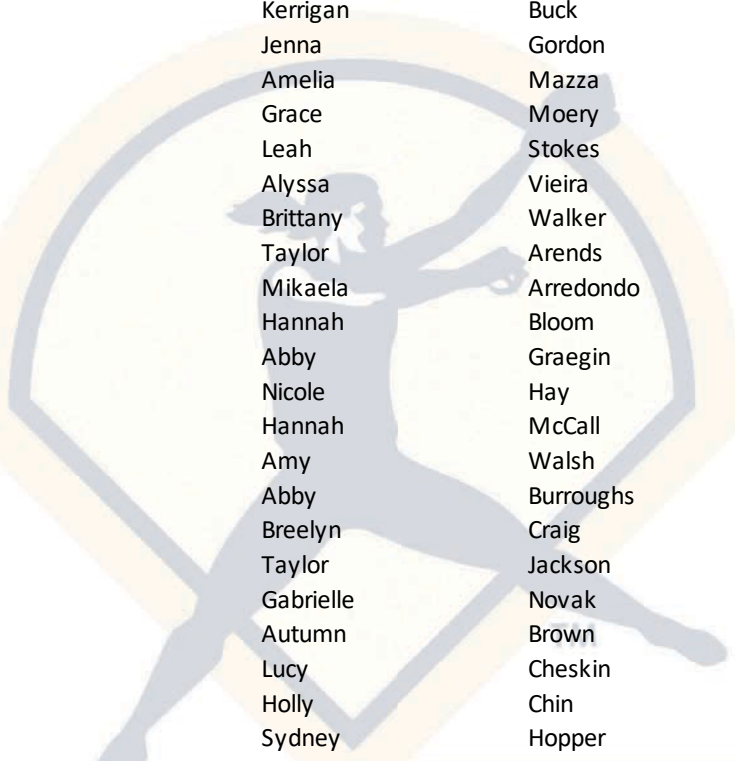 Kerrigan Buck
Jenna Gordon
Amelia Mazza
Grace Moery
Leah Stokes
Alyssa Vieira
Brittany Walker
Taylor Arends
Mikaela Arredondo
Hannah Bloom
Abby Graegin
Nicole Hay
Hannah McCall
Amy Walsh
Abby Burroughs
Breelyn Craig
Taylor Jackson
Gabrielle Novak
Autumn Brown
TM
Lucy Cheskin
Holly Chin
Sydney Hopper